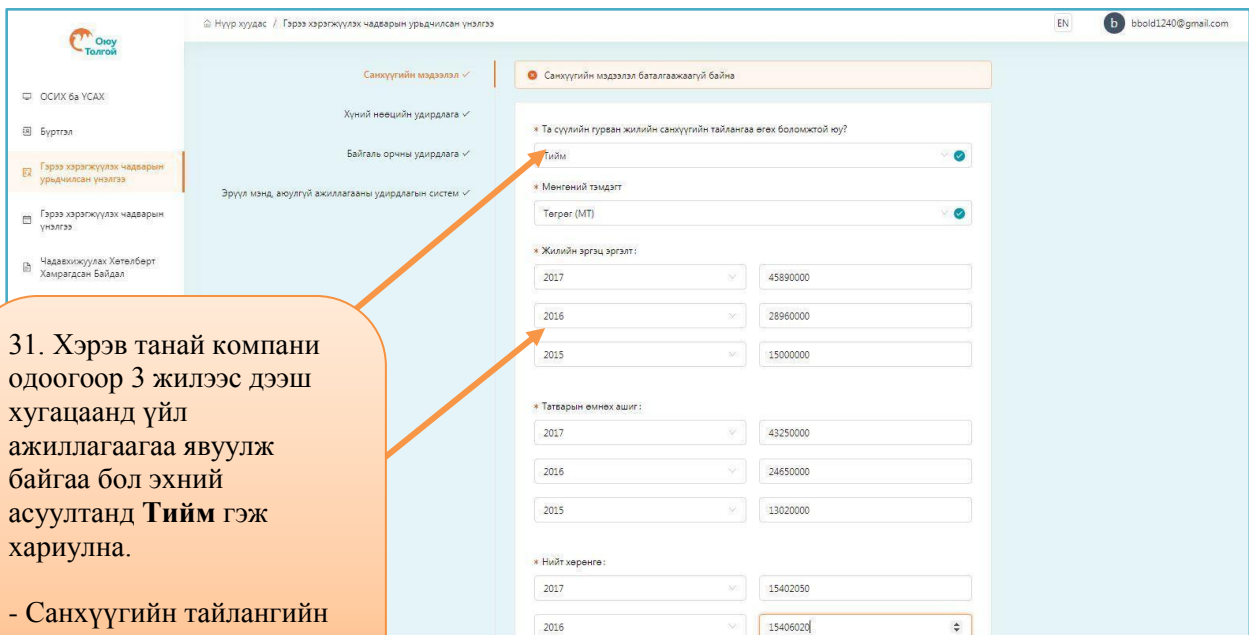 Оюу
Толгой
Нүүр хуудас / Гэрээ хэрэгжүүлэх чадварын урьдчилсан үнэлгээ
EN
b
bbold1240@gmail.com
ОСИХ ба ҮСАХ
Бүртгэл
Гэрээ хэрэгжүүлэх чадварын
урьдчилсан үнэлгээ
Гэрээ хэрэгжүүлэх чадварын
үнэлгээ
Чадавхижуулах Хөтөлбөрт
Хамрагдсан Байдал
Санхүүгийн мэдээлэл ✓
Хүний нөөцийн удирдлага ✓
Байгаль орчны удирдлага ✓
Эрүүл мэнд, аюулгүй ажиллагааны удирдлагын систем ✓
Санхүүгийн мэдээлэл баталгаажаагүй байна
* Та сүүлийн гурван жилийн санхүүгийн тайлангаа өгөх боломжтой юу?
Тийм
* Мөнгөний тэмдэгт
Төгрөг (МТ)
* Жилийн эргэц эргэлт :
2017 45890000
2016 28960000
2015 15000000
* Татварын өмнөх ашиг :
2017 43250000
2016 24650000
2015 13020000
* Нийт хөрөнгө :
2017 15402050
2016 15406020
31. Хэрэв танай компани
одоогоор 3 жилээс дээш
хугацаанд үйл
ажиллагаагаа явуулж
байгаа бол эхний
асуултанд Тийм гэж
хариулна.
- Санхүүгийн тайлангийн